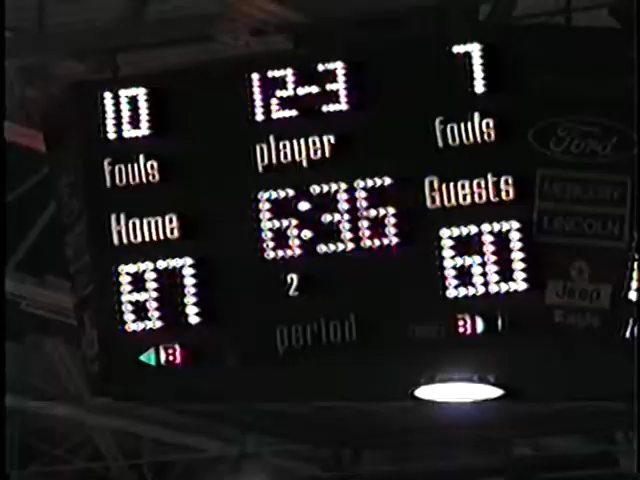 10 12-3 7
fouls player fouls
Home 6:36 Guests
87 2 60
period
B B
Ford
MERCURY
LINCOLN
Jeep
Eagle